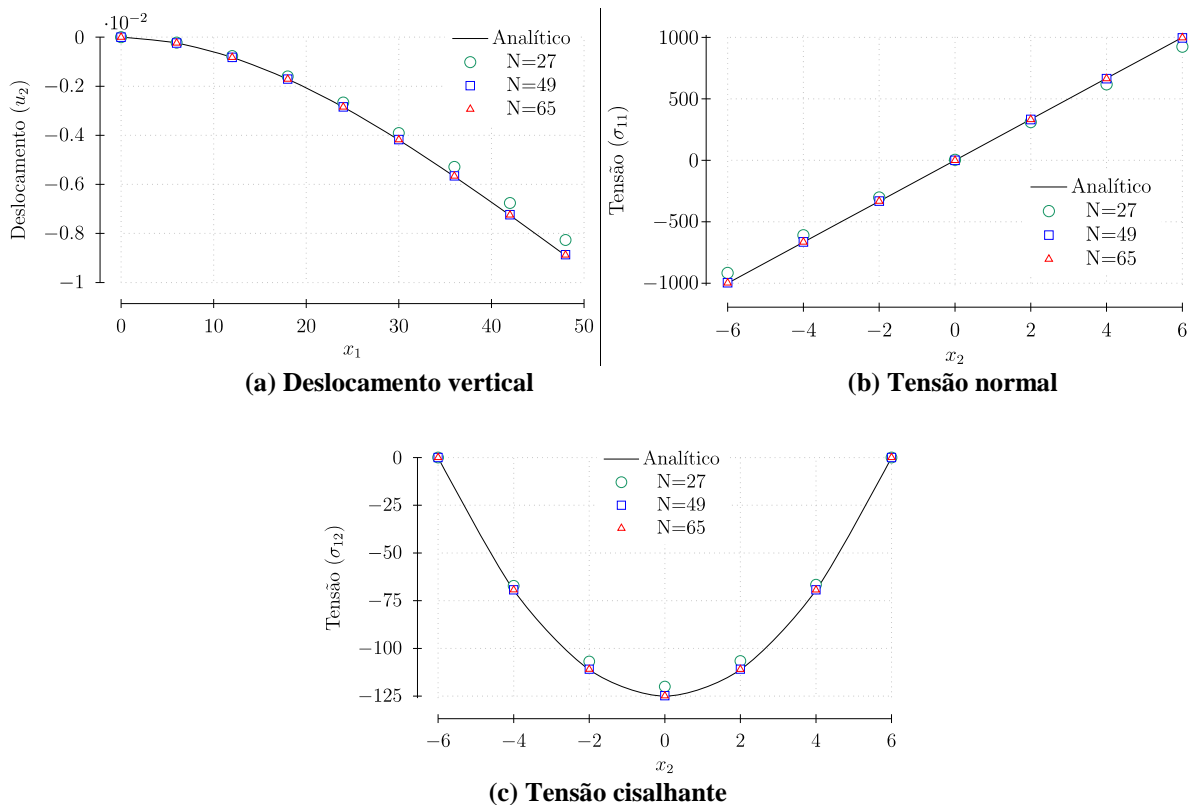 ·10⁻²
0
−0.2
−0.4
−0.6
−0.8
−1
Deslocamento (u₂)
Analítico
N=27
N=49
N=65
0 10 20 30 40 50
x₁
(a) Deslocamento vertical
1000
500
0
−500
−1000
Tensão (σ₁₁)
Analítico
N=27
N=49
N=65
−6 −4 −2 0 2 4 6
x₂
(b) Tensão normal
0
−25
−50
−75
−100
−125
Tensão (σ₁₂)
Analítico
N=27
N=49
N=65
−6 −4 −2 0 2 4 6
x₂
(c) Tensão cisalhante